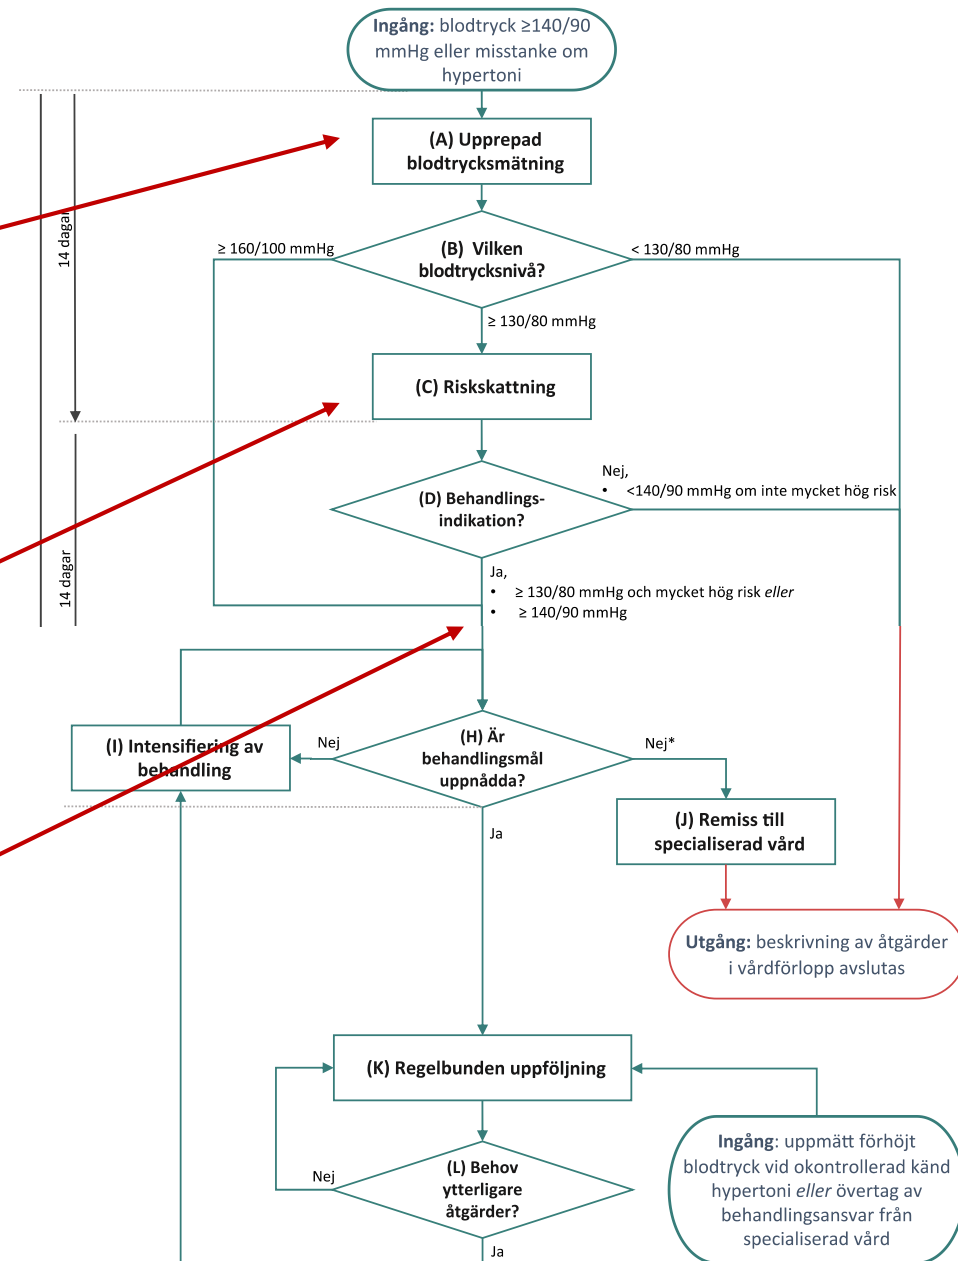 Ingång: blodtryck ≥140/90
mmHg eller misstanke om
hypertoni
(A) Upprepad
blodtrycksmätning
14 dagar
≥ 160/100 mmHg
(B) Vilken
blodtrycksnivå?
< 130/80 mmHg
≥ 130/80 mmHg
(C) Riskskattning
Nej,
• <140/90 mmHg om inte mycket hög risk
(D) Behandlings-
indikation?
14 dagar
Ja,
• ≥ 130/80 mmHg och mycket hög risk eller
• ≥ 140/90 mmHg
(I) Intensifiering av
behandling
Nej
(H) Är
behandlingsmål
uppnådda?
Nej*
(J) Remiss till
specialiserad vård
Ja
Utgång: beskrivning av åtgärder
i vårdförlopp avslutas
(K) Regelbunden uppföljning
Nej
(L) Behov
ytterligare
åtgärder?
Ingång: uppmätt förhöjt
blodtryck vid okontrollerad känd
hypertoni eller övertag av
behandlingsansvar från
specialiserad vård
Ja